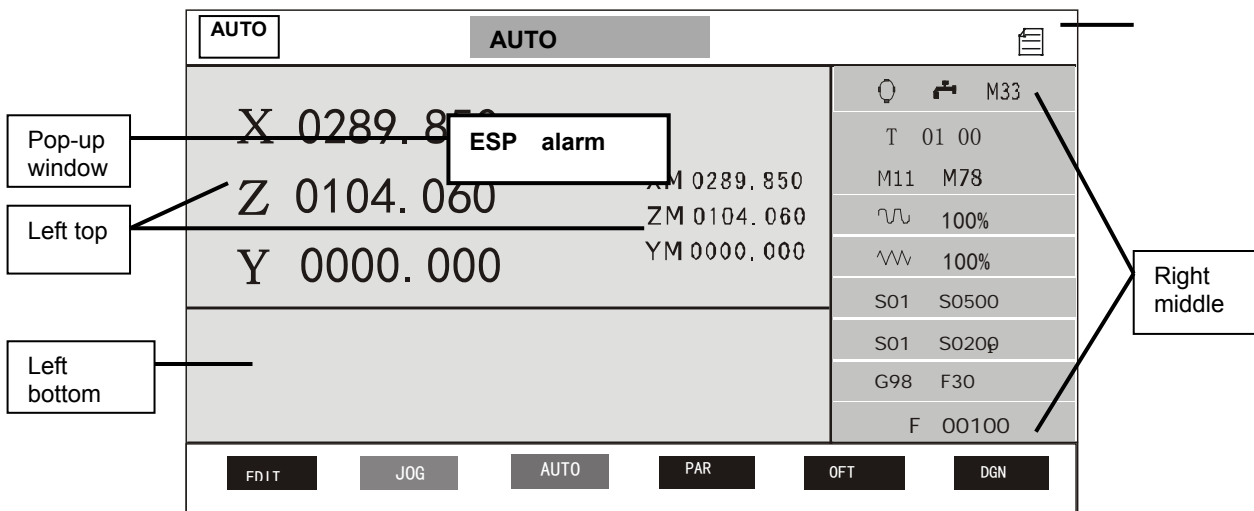 AUTO
AUTO
M33
Pop-up
window
X 0289.850
ESP alarm
T 01 00
Left top
Z 0104.060
XM 0289.850
M11 M78
ZM 0104.060
100%
Y 0000.000
YM 0000.000
100%
Right
middle
S01 S0500
Left
bottom
S01 S0200
G98 F30
F 00100
EDIT
JOG
AUTO
PAR
OFT
DGN